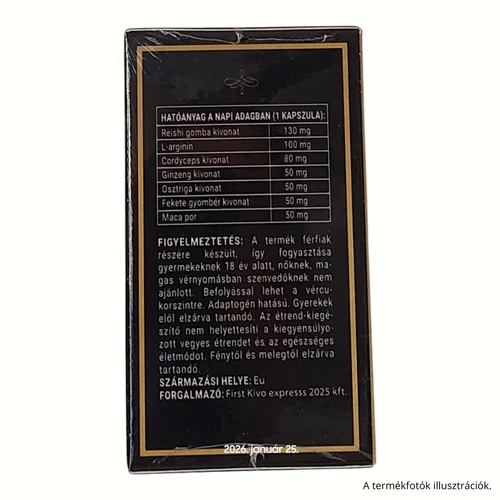 HATÓANYAG A NAPI ADAGBAN (1 KAPSZULA):
Reishi gomba kivonat 130 mg
L-arginin 100 mg
Cordyceps kivonat 80 mg
Ginzeng kivonat 50 mg
Osztriga kivonat 50 mg
Fekete gyömbér kivonat 50 mg
Maca por 50 mg
FIGYELMEZTETÉS: A termék férfiak
részére készült, így fogyasztása
gyermekeknek 18 év alatt, nőknek, ma-
gas vérnyomásban szenvedőknek nem
ajánlott. Befolyással lehet a vércu-
korszintre. Adaptogén hatású. Gyerekek
elől elzárva tartandó. Az étrend-kiegé-
szítő nem helyettesíti a kiegyensúlyo-
zott vegyes étrendet és az egészséges
életmódot. Fénytől és melegtől elzárva
tartandó.
SZÁRMAZÁSI HELYE: Eu
FORGALMAZÓ: First Kivo expresss 2025 kft.
2026. január 25.
A termékfotók illusztrációk.